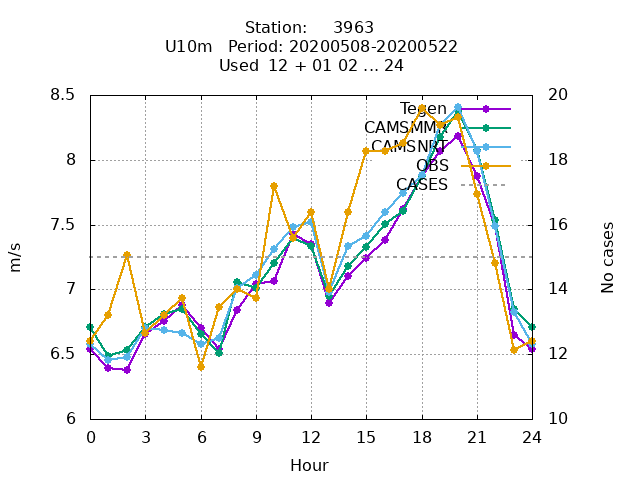 Station: 3963
U10m Period: 20200508-20200522
Used 12 + 01 02 ... 24
8.5
8
7.5
7
6.5
6
20
18
16
14
12
10
Tegen
CAMSMMX
CAMSNRT
OBS
CASES
m/s
No cases
0 3 6 9 12 15 18 21 24
Hour